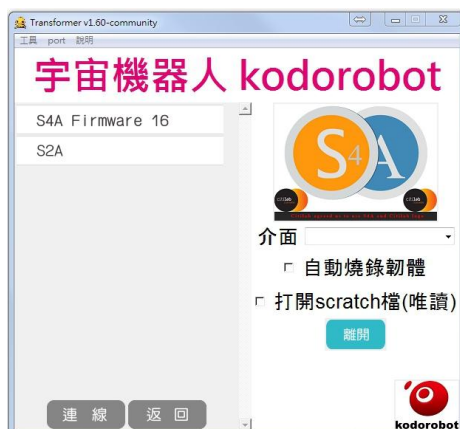 Transformer v1.60-community
工具 port 說明
宇宙機器人 kodorobot
S4A Firmware 16
S2A
S4A
介面
自動燒錄韌體
打開scratch檔(唯讀)
離開
連 線
返 回
kodorobot